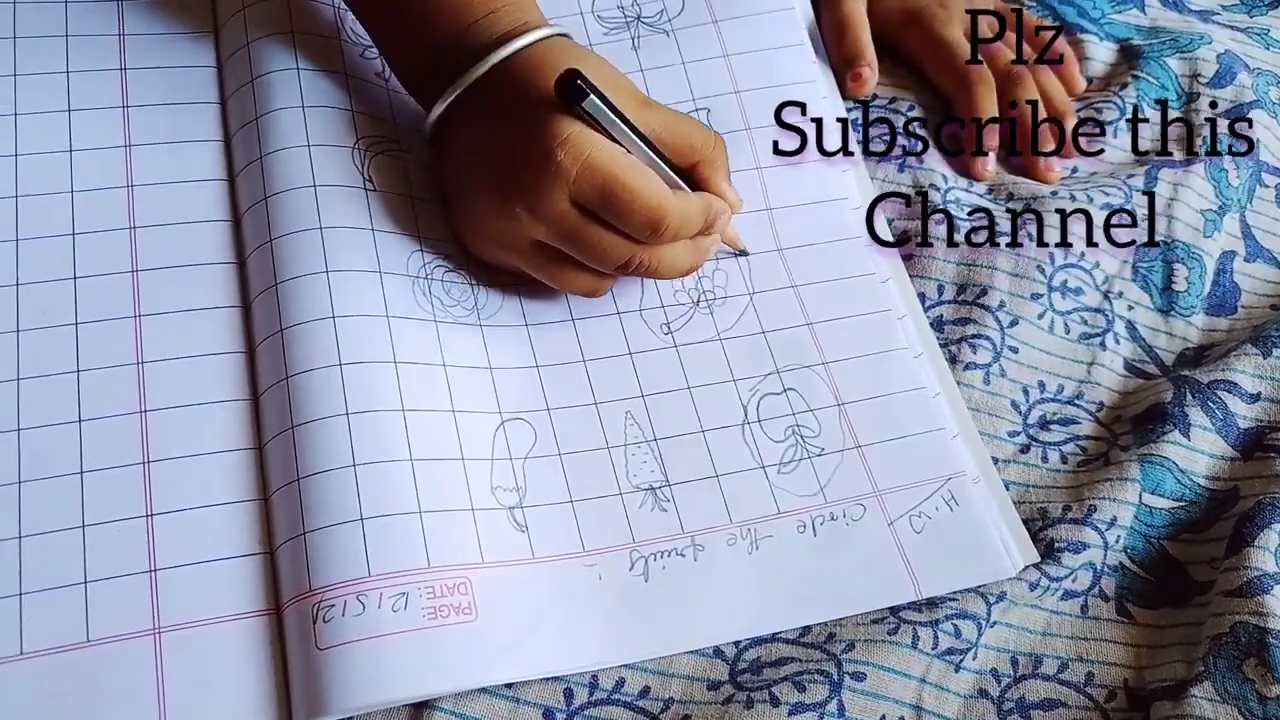 Plz
Subscribe this
Channel
H.W
Circle the fruits :-
PAGE:
DATE: 12/5/21